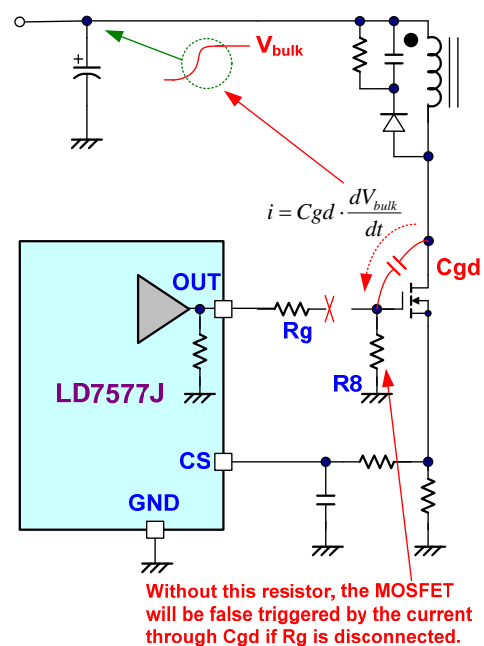 +
Vbulk
i = Cgd · dVbulk / dt
Cgd
OUT
Rg
R8
LD7577J
CS
GND
Without this resistor, the MOSFET
will be false triggered by the current
through Cgd if Rg is disconnected.